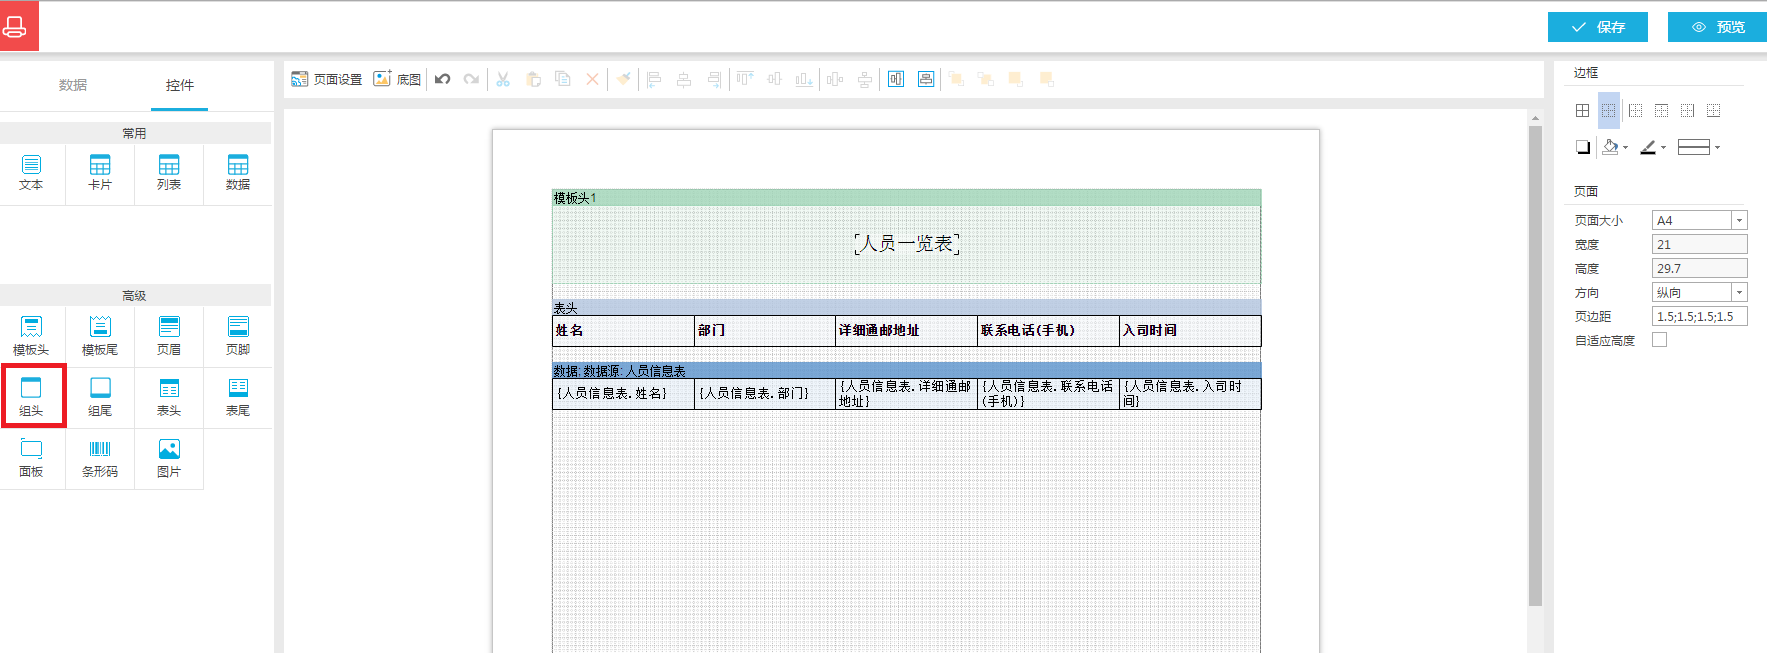 保存
预览
数据
控件
页面设置
底图
常用
文本
卡片
列表
数据
高级
模板头
模板尾
页眉
页脚
组头
组尾
表头
表尾
面板
条形码
图片
模板头1
人员一览表
表头
姓名
部门
详细通邮地址
联系电话(手机)
入司时间
数据; 数据源: 人员信息表
{人员信息表.姓名}
{人员信息表.部门}
{人员信息表.详细通邮
地址}
{人员信息表.联系电话
(手机)}
{人员信息表.入司时
间}
边框
页面
页面大小
A4
宽度
21
高度
29.7
方向
纵向
页边距
1.5;1.5;1.5;1.5
自适应高度